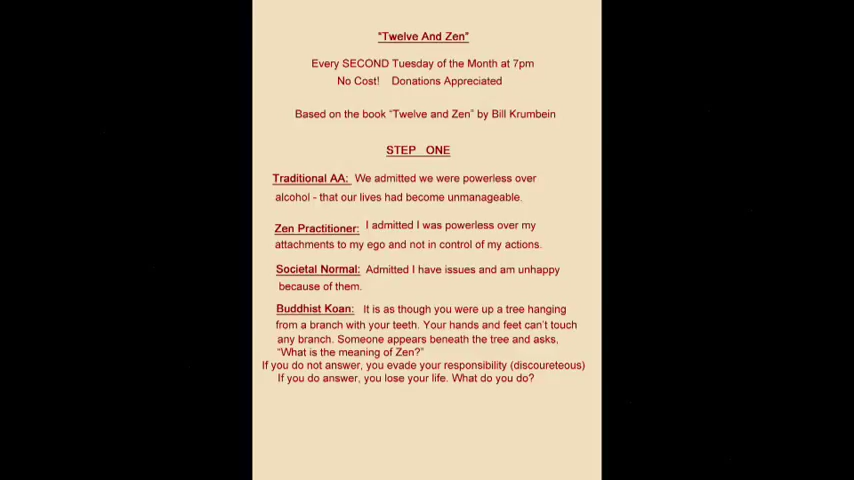 "Twelve And Zen"
Every SECOND Tuesday of the Month at 7pm
No Cost! Donations Appreciated
Based on the book "Twelve and Zen" by Bill Krumbein
STEP ONE
Traditional AA: We admitted we were powerless over
alcohol - that our lives had become unmanageable.
Zen Practitioner: I admitted I was powerless over my
attachments to my ego and not in control of my actions.
Societal Normal: Admitted I have issues and am unhappy
because of them.
Buddhist Koan: It is as though you were up a tree hanging
from a branch with your teeth. Your hands and feet can't touch
any branch. Someone appears beneath the tree and asks,
"What is the meaning of Zen?"
If you do not answer, you evade your responsibility (discoureteous)
If you do answer, you lose your life. What do you do?